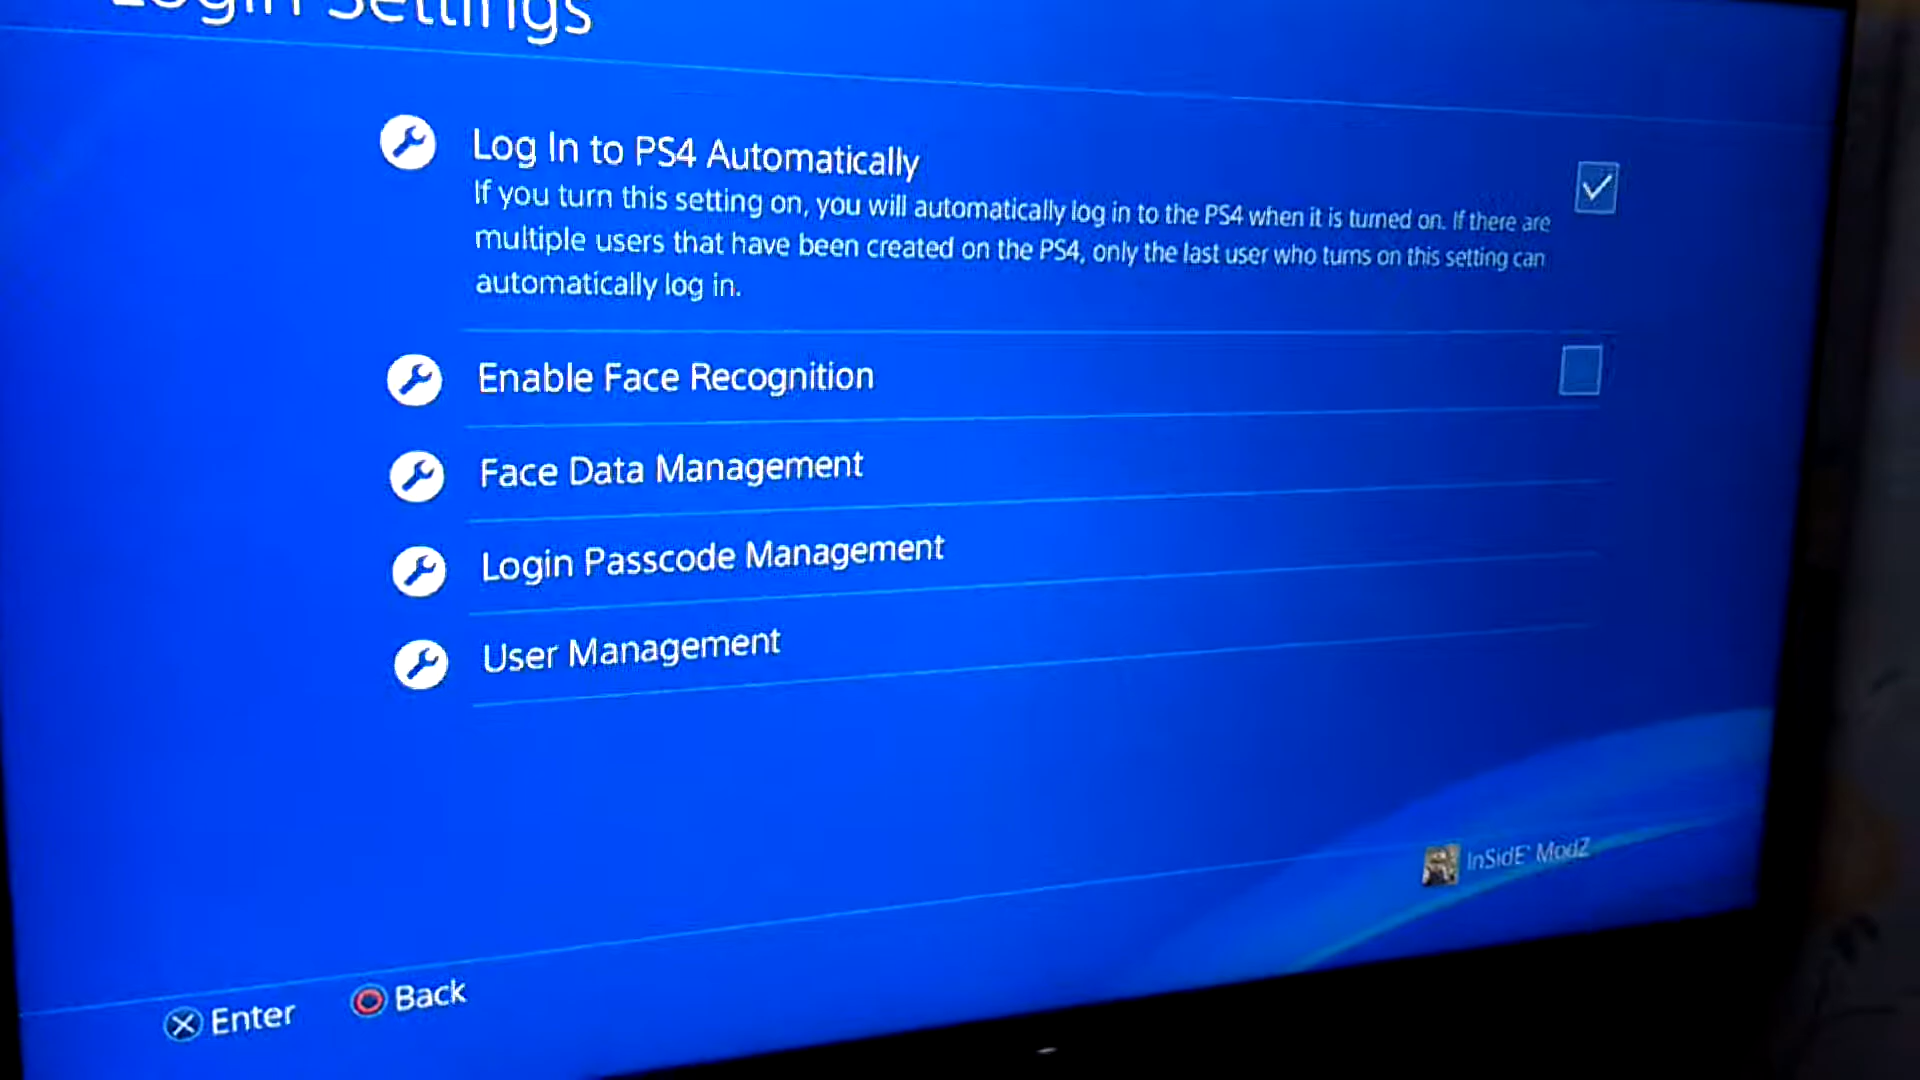 Login Settings
Log In to PS4 Automatically
If you turn this setting on, you will automatically log in to the PS4 when it is turned on. If there are
multiple users that have been created on the PS4, only the last user who turns on this setting can
automatically log in.
Enable Face Recognition
Face Data Management
Login Passcode Management
User Management
InSidE' ModZ
Enter
Back